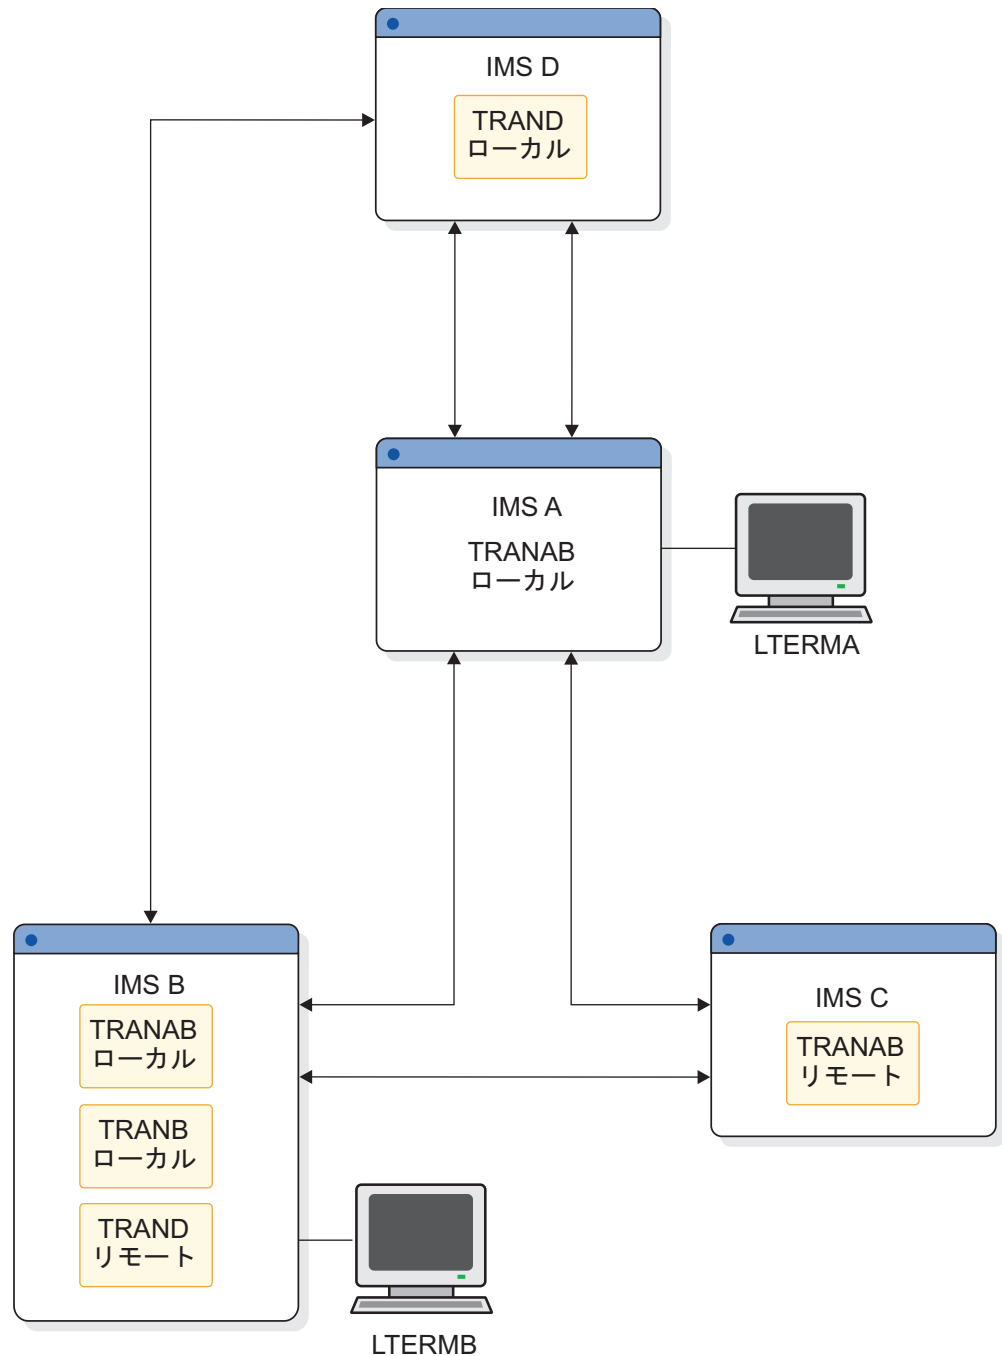 IMS D
TRAND
ローカル
IMS A
TRANAB
ローカル
LTERMA
IMS B
TRANAB
ローカル
TRANB
ローカル
TRAND
リモート
IMS C
TRANAB
リモート
LTERMB